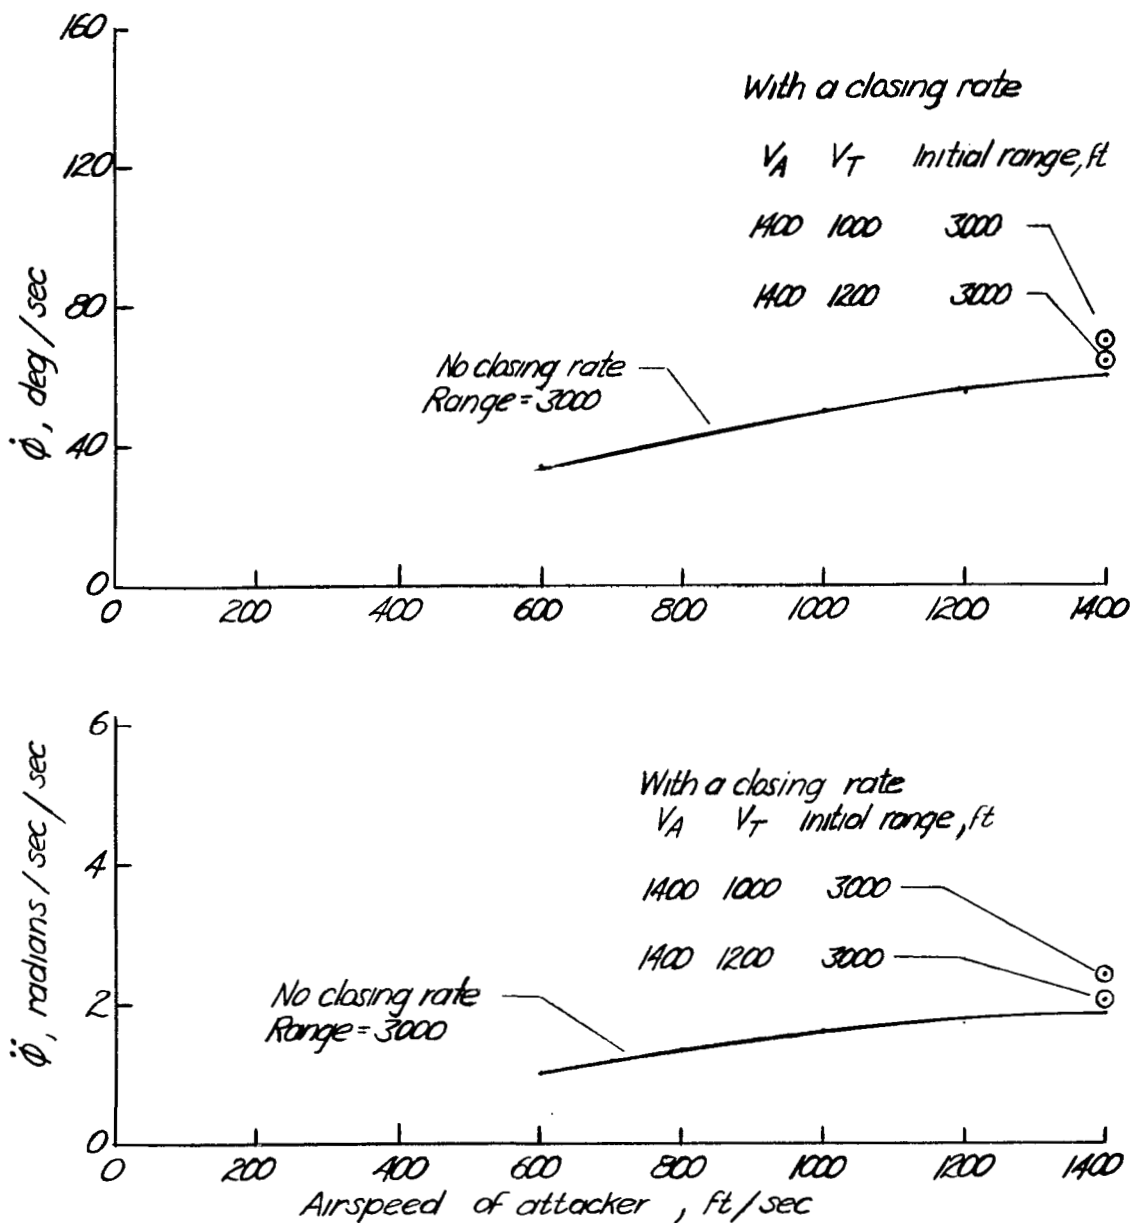 160
120
80
40
0
φ̇, deg/sec
With a closing rate
V_A V_T Initial range, ft
1400 1000 3000
1400 1200 3000
No closing rate
Range = 3000
0 200 400 600 800 1000 1200 1400
6
4
2
0
φ̈, radians/sec/sec
With a closing rate
V_A V_T initial range, ft
1400 1000 3000
1400 1200 3000
No closing rate
Range = 3000
0 200 400 600 800 1000 1200 1400
Airspeed of attacker, ft/sec